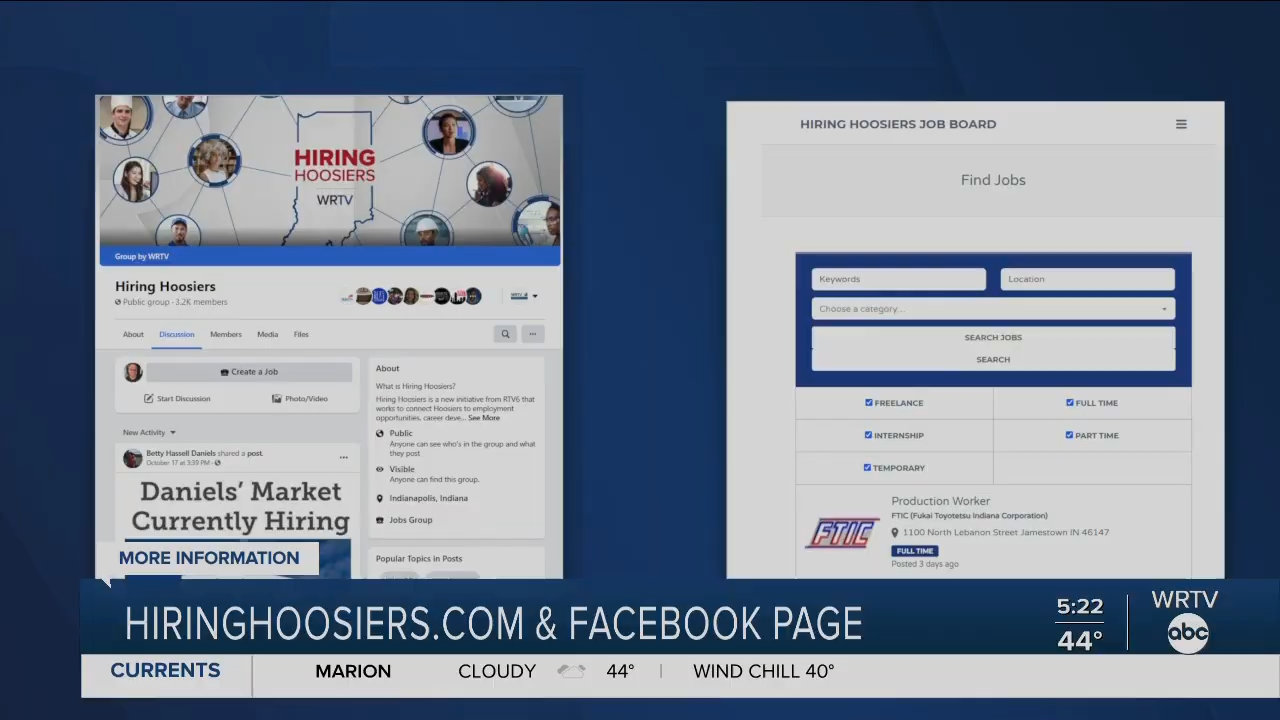 HIRING
HOOSIERS
WRTV
Group by WRTV
Hiring Hoosiers
Public group · 3.2K members
About Discussion Members Media Files
Create a Job
Start Discussion Photo/Video
New Activity
Betty Hassell Daniels shared a post.
October 17 at 3:39 PM
Daniels' Market
Currently Hiring
About
What is Hiring Hoosiers?
Hiring Hoosiers is a new initiative from RTV6 that
works to connect Hoosiers to employment
opportunities, career deve... See More
Public
Anyone can see who's in the group and what
they post
Visible
Anyone can find this group.
Indianapolis, Indiana
Jobs Group
Popular Topics in Posts
HIRING HOOSIERS JOB BOARD
Find Jobs
Keywords Location
Choose a category...
SEARCH JOBS
SEARCH
FREELANCE FULL TIME
INTERNSHIP PART TIME
TEMPORARY
FTIC
Production Worker
FTIC (Fukai Toyotetsu Indiana Corporation)
1100 North Lebanon Street Jamestown IN 46147
FULL TIME
Posted 3 days ago
MORE INFORMATION
HIRINGHOOSIERS.COM & FACEBOOK PAGE
5:22
44°
WRTV
abc
CURRENTS MARION CLOUDY 44° | WIND CHILL 40°